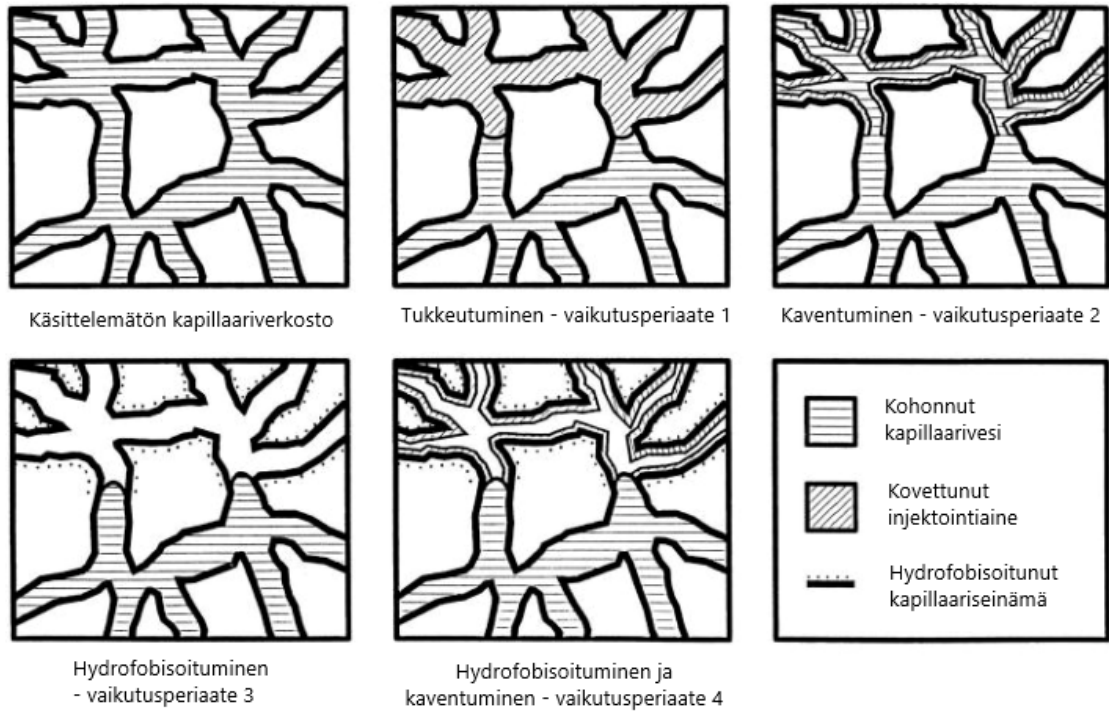 Käsittelemätön kapillaariverkosto
Tukkeutuminen - vaikutusperiaate 1
Kaventuminen - vaikutusperiaate 2
Hydrofobisoituminen
- vaikutusperiaate 3
Hydrofobisoituminen ja
kaventuminen - vaikutusperiaate 4
Kohonnut
kapillaarivesi
Kovettunut
injektointiaine
Hydrofobisoitunut
kapillaariseinämä